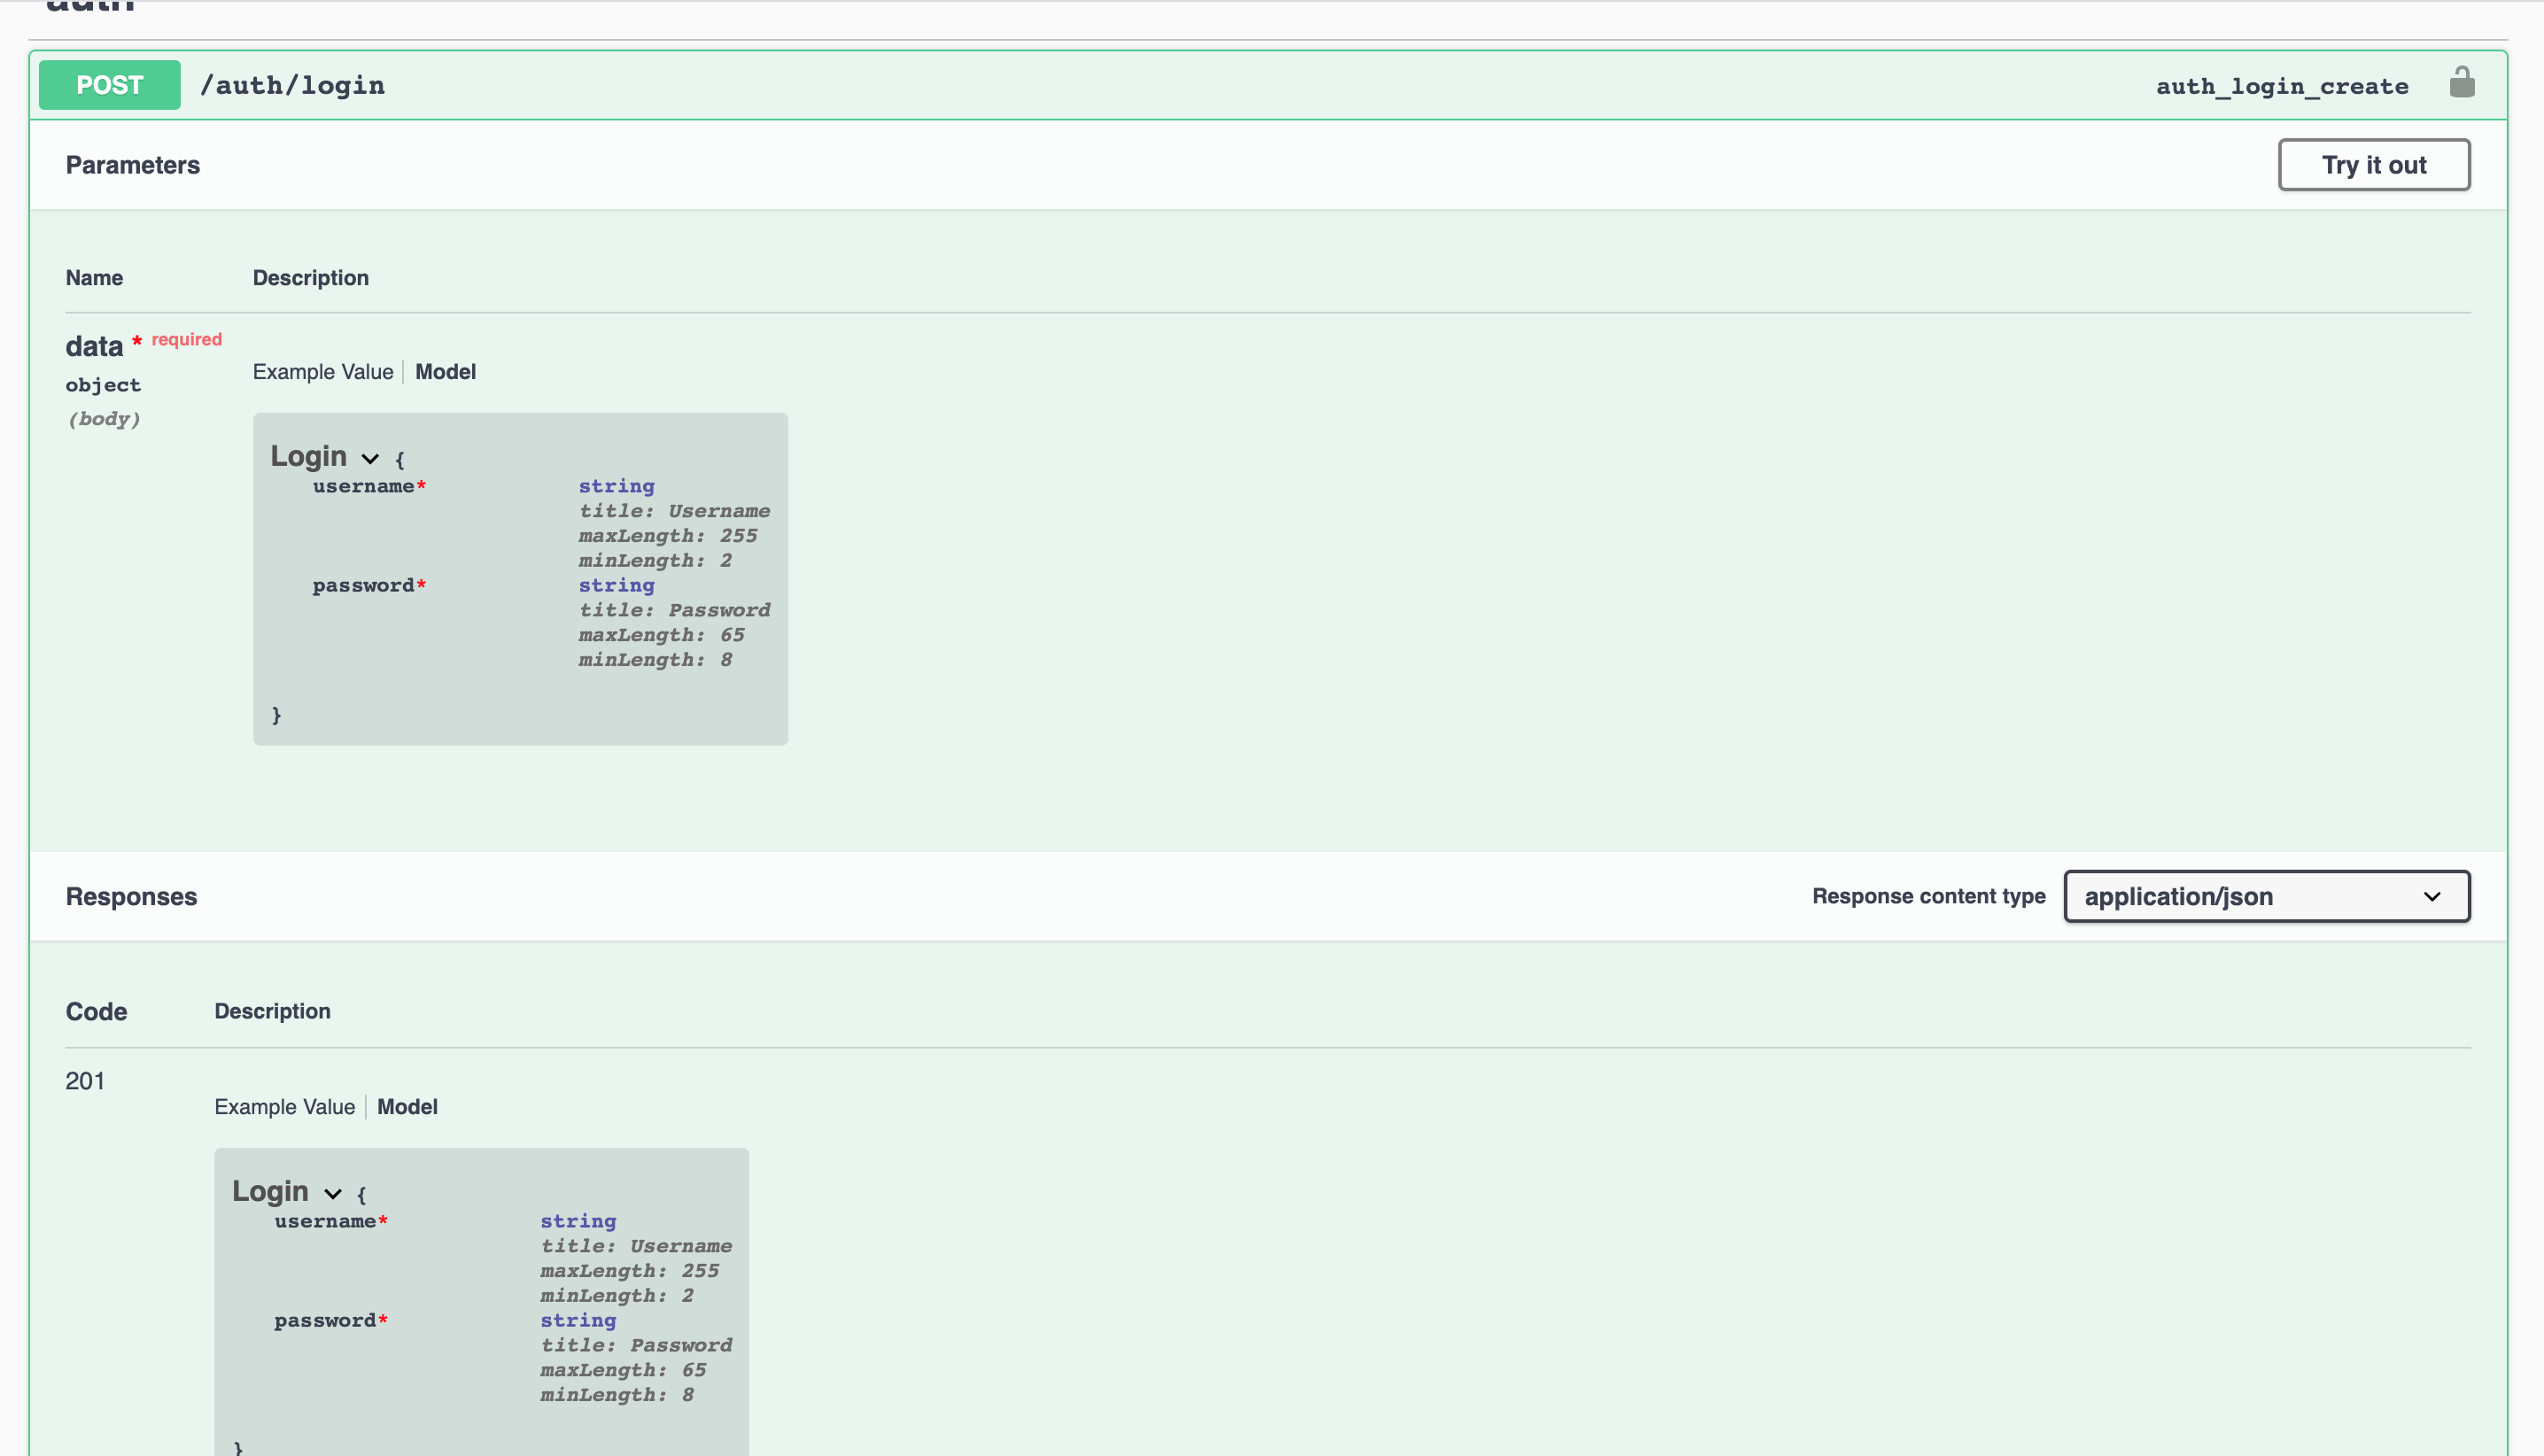 auth
POST /auth/login auth_login_create
Parameters Try it out
Name Description
data * required
object
(body)
Example Value Model
Login {
username* string
title: Username
maxLength: 255
minLength: 2
password* string
title: Password
maxLength: 65
minLength: 8
}
Responses Response content type application/json
Code Description
201
Example Value Model
Login {
username* string
title: Username
maxLength: 255
minLength: 2
password* string
title: Password
maxLength: 65
minLength: 8
}